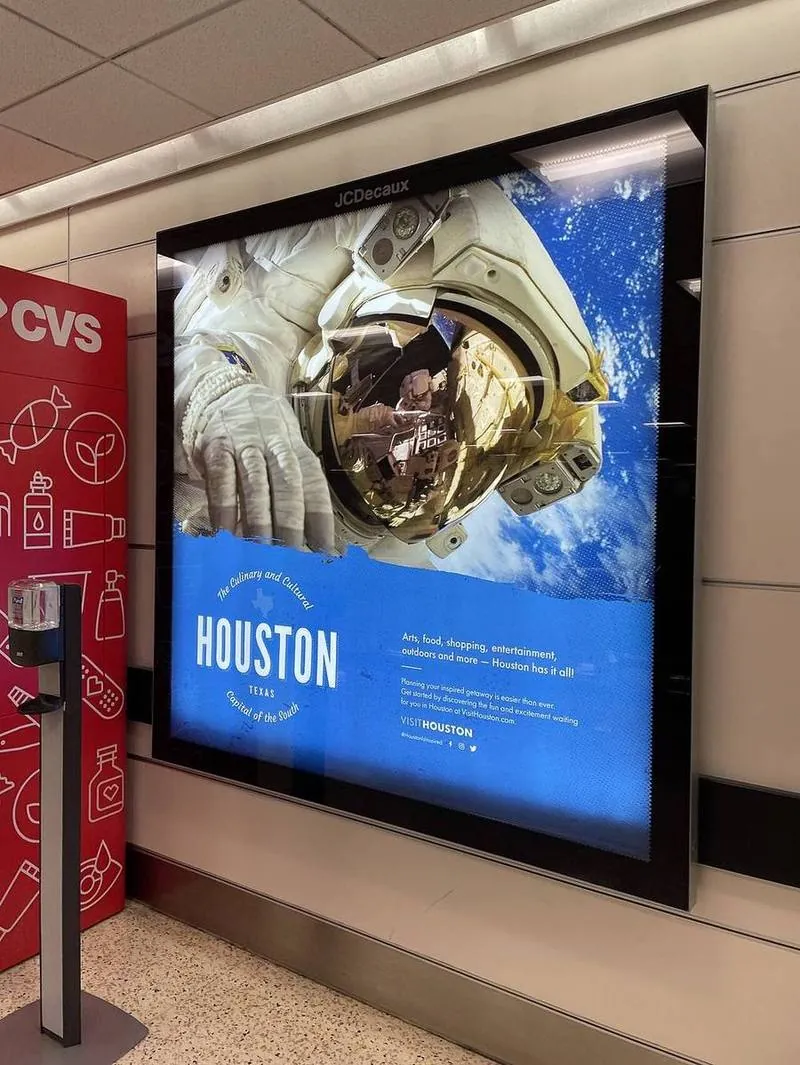 JCDecaux
CVS
The Culinary and Cultural
HOUSTON
TEXAS
Capital of the South
Arts, food, shopping, entertainment,
outdoors and more — Houston has it all!
Planning your inspired getaway is easier than ever.
Get started by discovering the fun and excitement waiting
for you in Houston at VisitHouston.com.
VISITHOUSTON